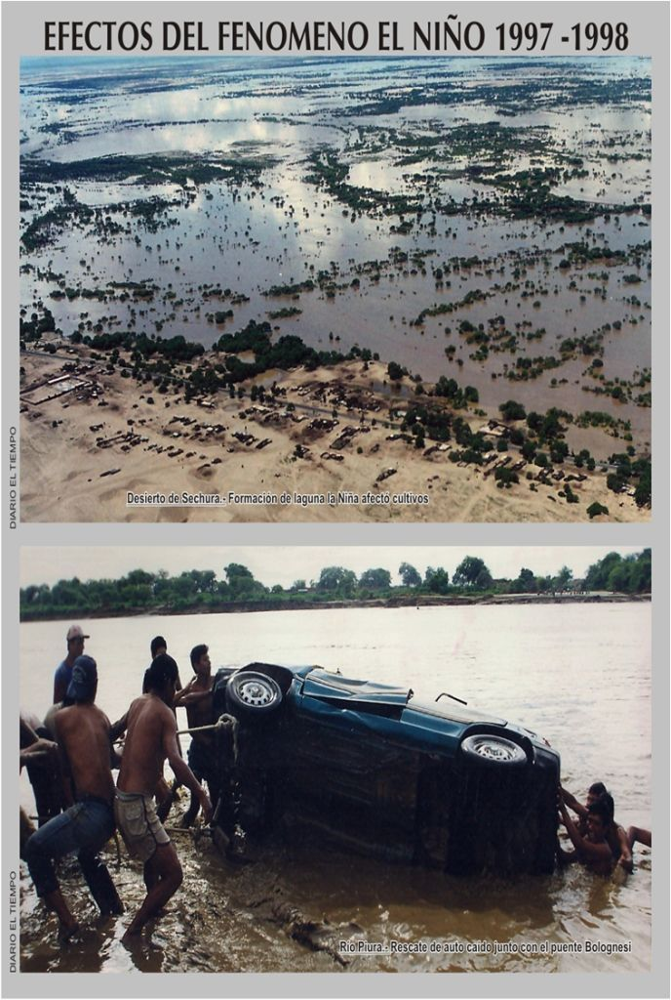 EFECTOS DEL FENOMENO EL NIÑO 1997 -1998
DIARIO EL TIEMPO
Desierto de Sechura.- Formación de laguna la Niña afectó cultivos
DIARIO EL TIEMPO
Río Piura.- Rescate de auto caído junto con el puente Bolognesi